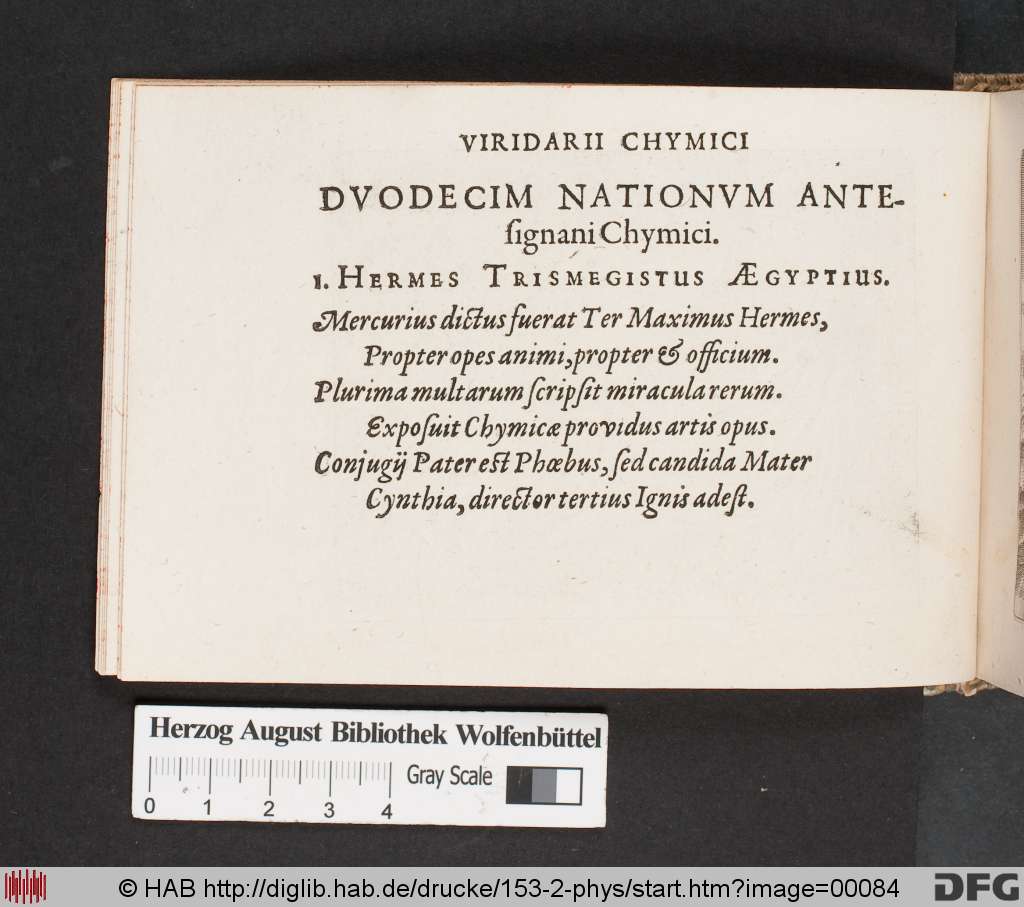 VIRIDARII CHYMICI
DVODECIM NATIONVM ANTE-
ſignani Chymici.
1. HERMES TRISMEGISTUS ÆGYPTIUS.
Mercurius dictus fuerat Ter Maximus Hermes,
Propter opes animi, propter & officium.
Plurima multarum ſcripſit miracula rerum.
Expoſuit Chymicæ providus artis opus.
Conjugij Pater eſt Phœbus, ſed candida Mater
Cynthia, director tertius Ignis adeſt.
Herzog August Bibliothek Wolfenbüttel
Gray Scale
0 1 2 3 4
© HAB http://diglib.hab.de/drucke/153-2-phys/start.htm?image=00084
DFG